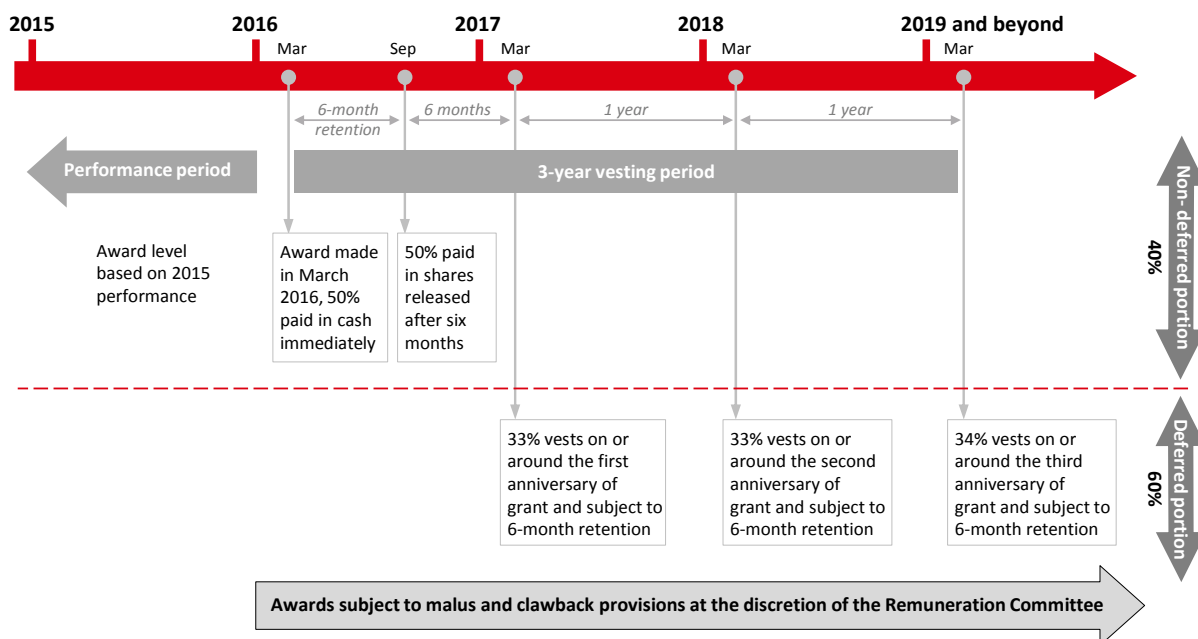 2015
2016
2017
2018
2019 and beyond
Mar
Sep
Mar
Mar
Mar
6-month
retention
6 months
1 year
1 year
Performance period
3-year vesting period
Non- deferred portion
40%
Award level
based on 2015
performance
Award made
in March
2016, 50%
paid in cash
immediately
50% paid
in shares
released
after six
months
33% vests on or
around the first
anniversary of
grant and subject to
6-month retention
33% vests on or
around the second
anniversary of
grant and subject to
6-month retention
34% vests on or
around the third
anniversary of
grant and subject to
6-month retention
Deferred portion
60%
Awards subject to malus and clawback provisions at the discretion of the Remuneration Committee